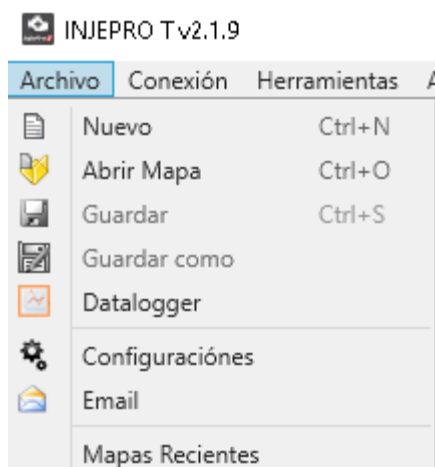 INJEPRO T v2.1.9
Archivo Conexión Herramientas
Nuevo Ctrl+N
Abrir Mapa Ctrl+O
Guardar Ctrl+S
Guardar como
Datalogger
Configuraciónes
Email
Mapas Recientes